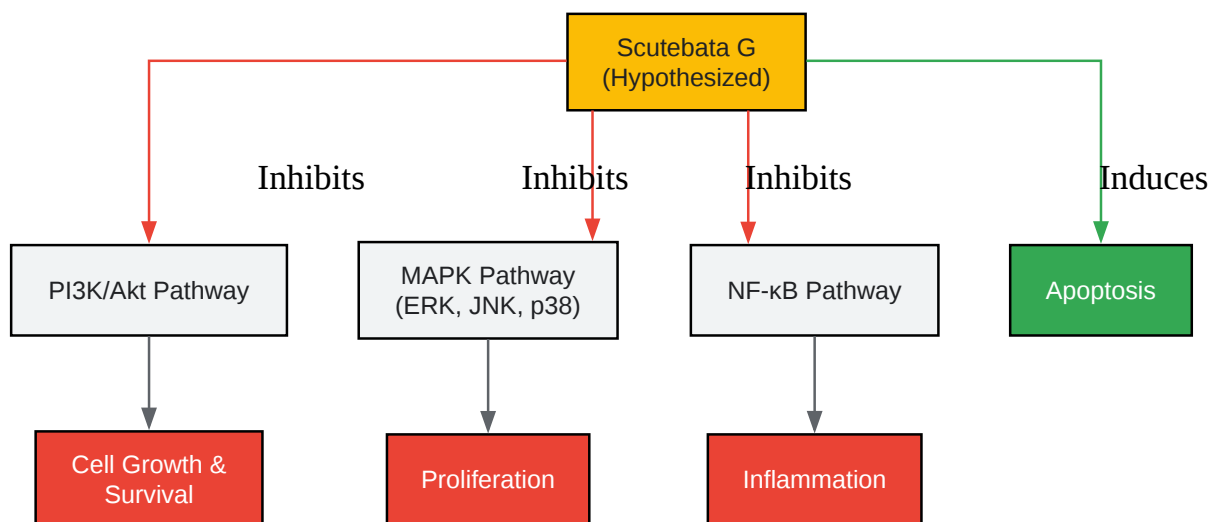 Scutebata G
(Hypothesized)
Inhibits
Inhibits
Inhibits
Induces
PI3K/Akt Pathway
MAPK Pathway
(ERK, JNK, p38)
NF-κB Pathway
Apoptosis
Cell Growth &
Survival
Proliferation
Inflammation